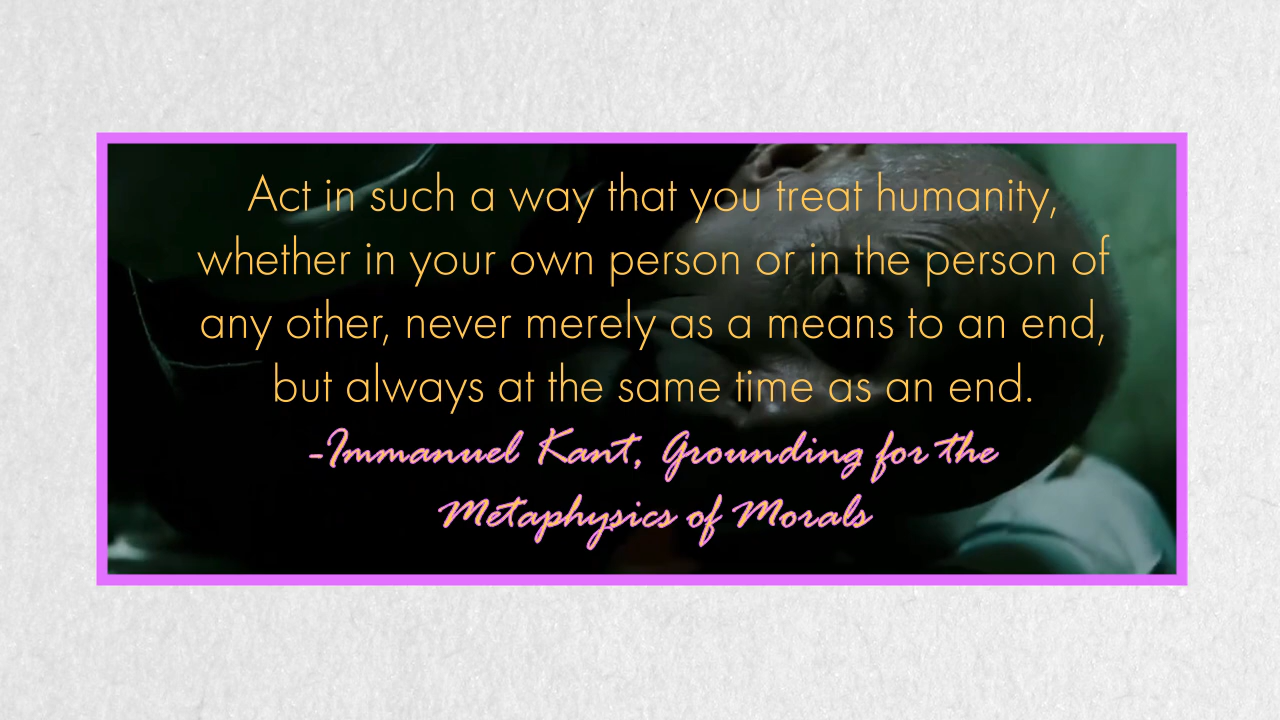 Act in such a way that you treat humanity,
whether in your own person or in the person of
any other, never merely as a means to an end,
but always at the same time as an end.
-Immanuel Kant, Grounding for the
Metaphysics of Morals